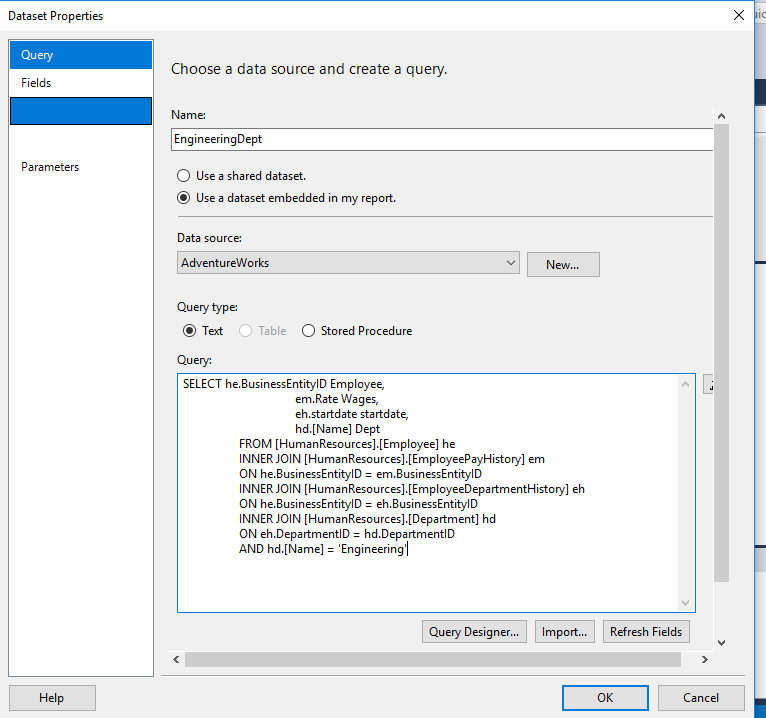 Dataset Properties
Query
Fields
Parameters
Choose a data source and create a query.
Name:
EngineeringDept
Use a shared dataset.
Use a dataset embedded in my report.
Data source:
AdventureWorks
New...
Query type:
Text
Table
Stored Procedure
Query:
SELECT he.BusinessEntityID Employee,
em.Rate Wages,
eh.startdate startdate,
hd.[Name] Dept
FROM [HumanResources].[Employee] he
INNER JOIN [HumanResources].[EmployeePayHistory] em
ON he.BusinessEntityID = em.BusinessEntityID
INNER JOIN [HumanResources].[EmployeeDepartmentHistory] eh
ON he.BusinessEntityID = eh.BusinessEntityID
INNER JOIN [HumanResources].[Department] hd
ON eh.DepartmentID = hd.DepartmentID
AND hd.[Name] = 'Engineering'
Query Designer...
Import...
Refresh Fields
Help
OK
Cancel